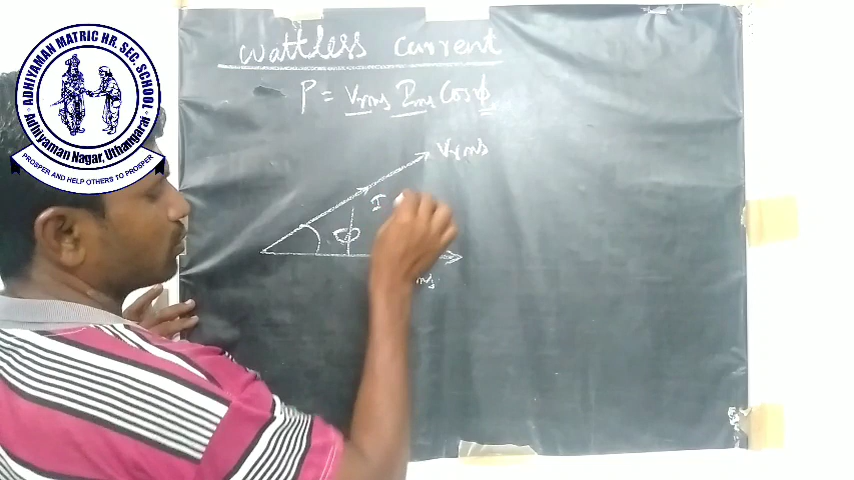 ADHIYAMAN MATRIC HR. SEC. SCHOOL
Adhiyaman Nagar, Uthangarai
PROSPER AND HELP OTHERS TO PROSPER
Wattless current
P = Vrms Irms Cosφ
Vrms
I
φ